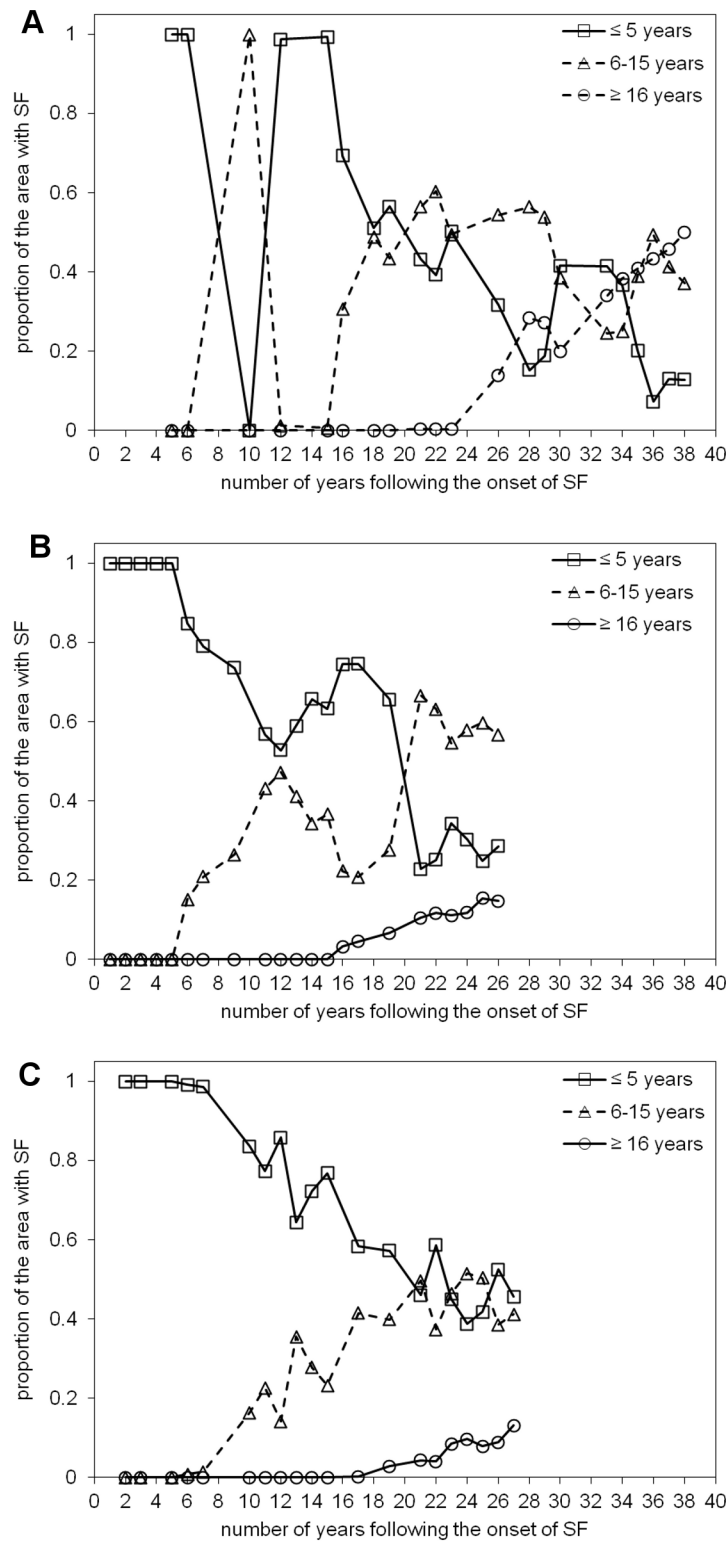 A
≤ 5 years
6-15 years
≥ 16 years
proportion of the area with SF
1
0.8
0.6
0.4
0.2
0
0 2 4 6 8 10 12 14 16 18 20 22 24 26 28 30 32 34 36 38 40
number of years following the onset of SF
B
≤ 5 years
6-15 years
≥ 16 years
proportion of the area with SF
1
0.8
0.6
0.4
0.2
0
0 2 4 6 8 10 12 14 16 18 20 22 24 26 28 30 32 34 36 38 40
number of years following the onset of SF
C
≤ 5 years
6-15 years
≥ 16 years
proportion of the area with SF
1
0.8
0.6
0.4
0.2
0
0 2 4 6 8 10 12 14 16 18 20 22 24 26 28 30 32 34 36 38 40
number of years following the onset of SF